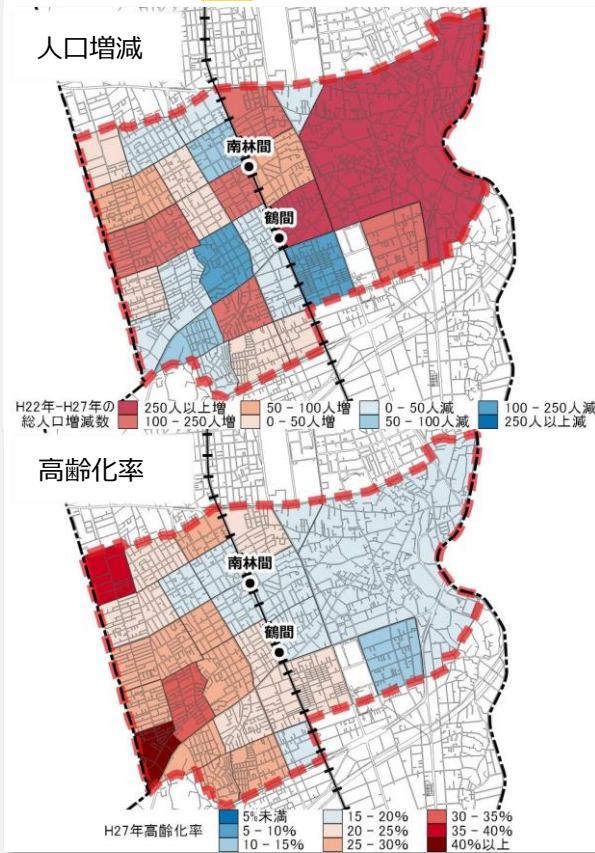 人口増減
南林間
鶴間
H22年-H27年の
総人口増減数
250人以上増
100 - 250人増
50 - 100人増
0 - 50人増
0 - 50人減
50 - 100人減
100 - 250人減
250人以上減
高齢化率
南林間
鶴間
H27年高齢化率
5%未満
5 - 10%
10 - 15%
15 - 20%
20 - 25%
25 - 30%
30 - 35%
35 - 40%
40%以上